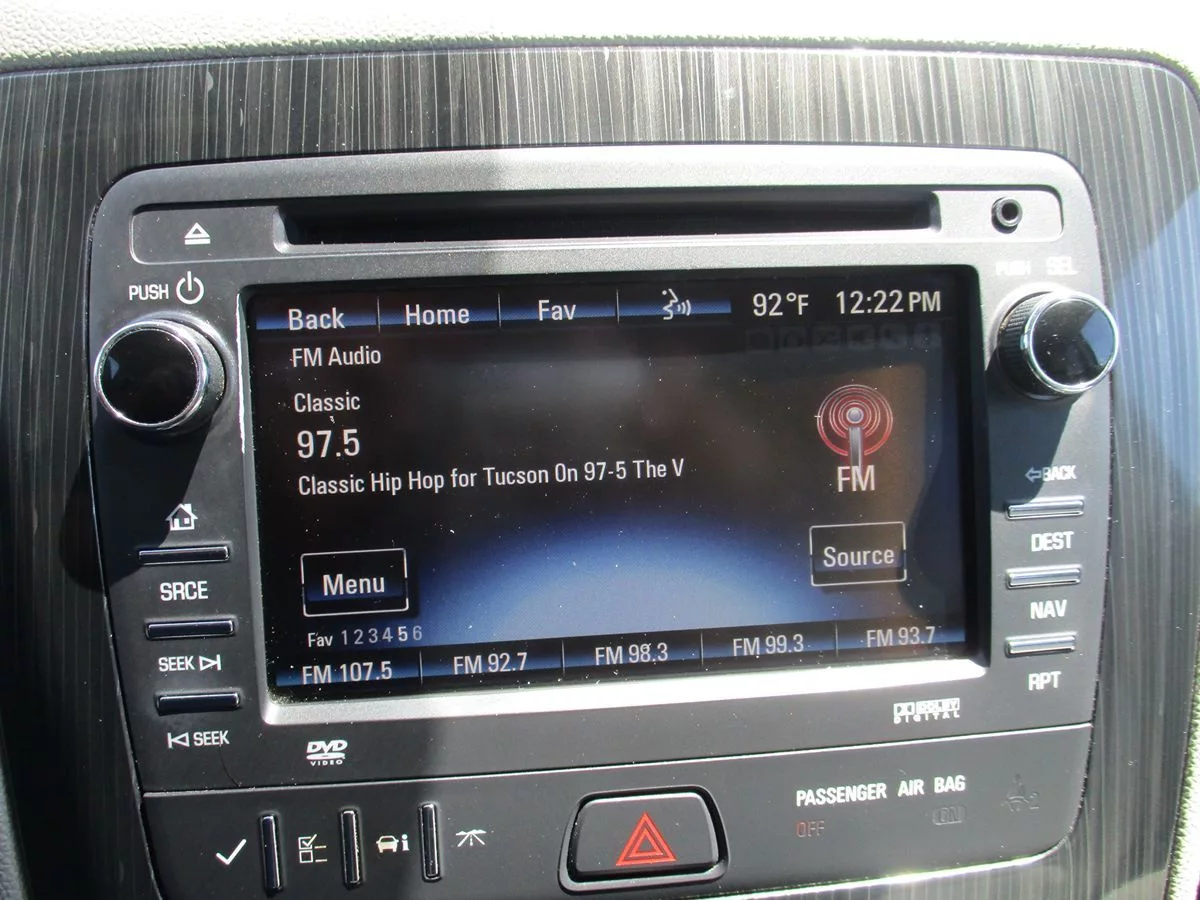 PUSH
PUSH SEL
Back Home Fav 92°F 12:22 PM
FM Audio
Classic
97.5
Classic Hip Hop for Tucson On 97-5 The V
FM
BACK
Menu
Source
DEST
SRCE
NAV
Fav 1 2 3 4 5 6
FM 107.5 FM 92.7 FM 98.3 FM 99.3 FM 93.7
SEEK
RPT
SEEK
DVD
VIDEO
DOLBY
DIGITAL
PASSENGER AIR BAG
OFF ON
2